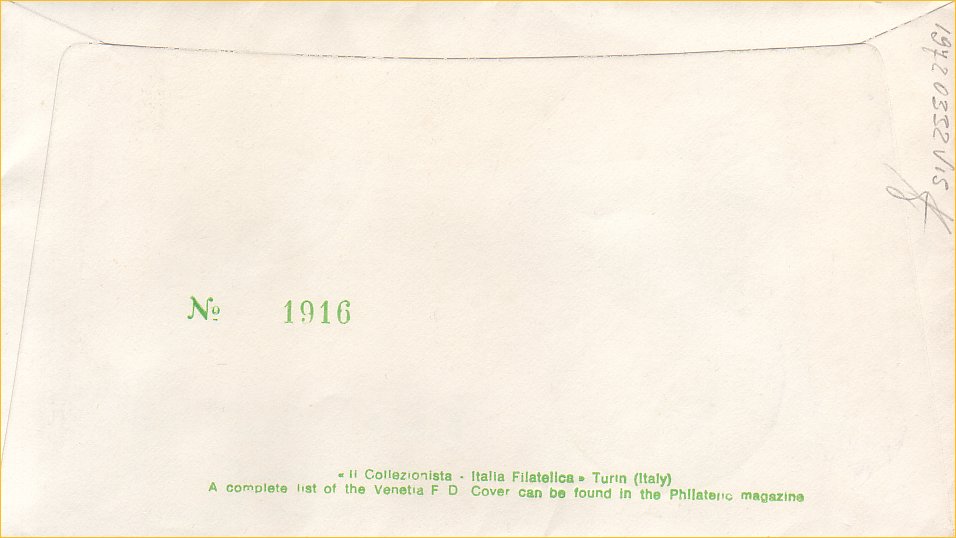 19420352VIS
№ 1916
« Il Collezionista - Italia Filatelica » Turin (Italy)
A complete list of the Venetia F D Cover can be found in the Philatelic magazine